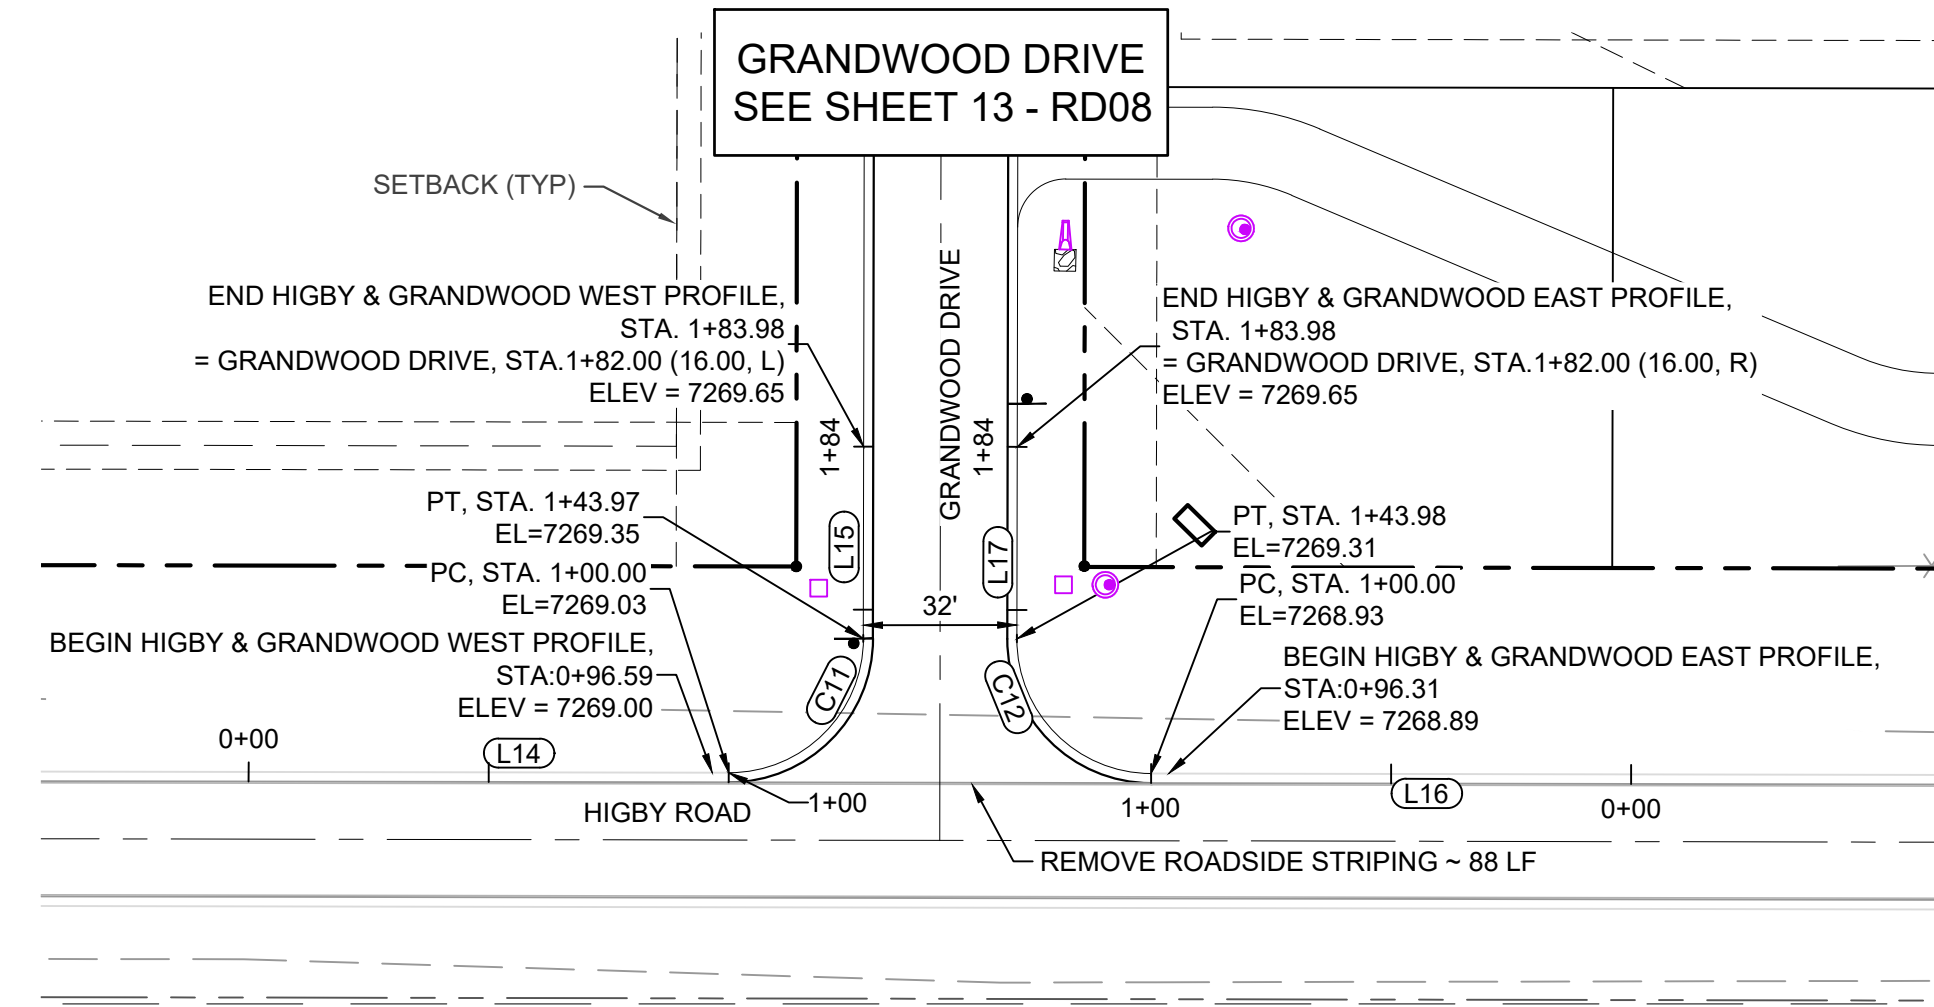 GRANDWOOD DRIVE
SEE SHEET 13 - RD08
SETBACK (TYP)
END HIGBY & GRANDWOOD WEST PROFILE,
STA. 1+83.98
= GRANDWOOD DRIVE, STA.1+82.00 (16.00, L)
ELEV = 7269.65
END HIGBY & GRANDWOOD EAST PROFILE,
STA. 1+83.98
= GRANDWOOD DRIVE, STA.1+82.00 (16.00, R)
ELEV = 7269.65
GRANDWOOD DRIVE
1+84
1+84
PT, STA. 1+43.97
EL=7269.35
L15
L17
PT, STA. 1+43.98
EL=7269.31
PC, STA. 1+00.00
EL=7269.03
32'
PC, STA. 1+00.00
EL=7268.93
BEGIN HIGBY & GRANDWOOD WEST PROFILE,
STA:0+96.59
ELEV = 7269.00
C11
C12
BEGIN HIGBY & GRANDWOOD EAST PROFILE,
STA:0+96.31
ELEV = 7268.89
0+00
L14
HIGBY ROAD
1+00
1+00
L16
0+00
REMOVE ROADSIDE STRIPING ~ 88 LF